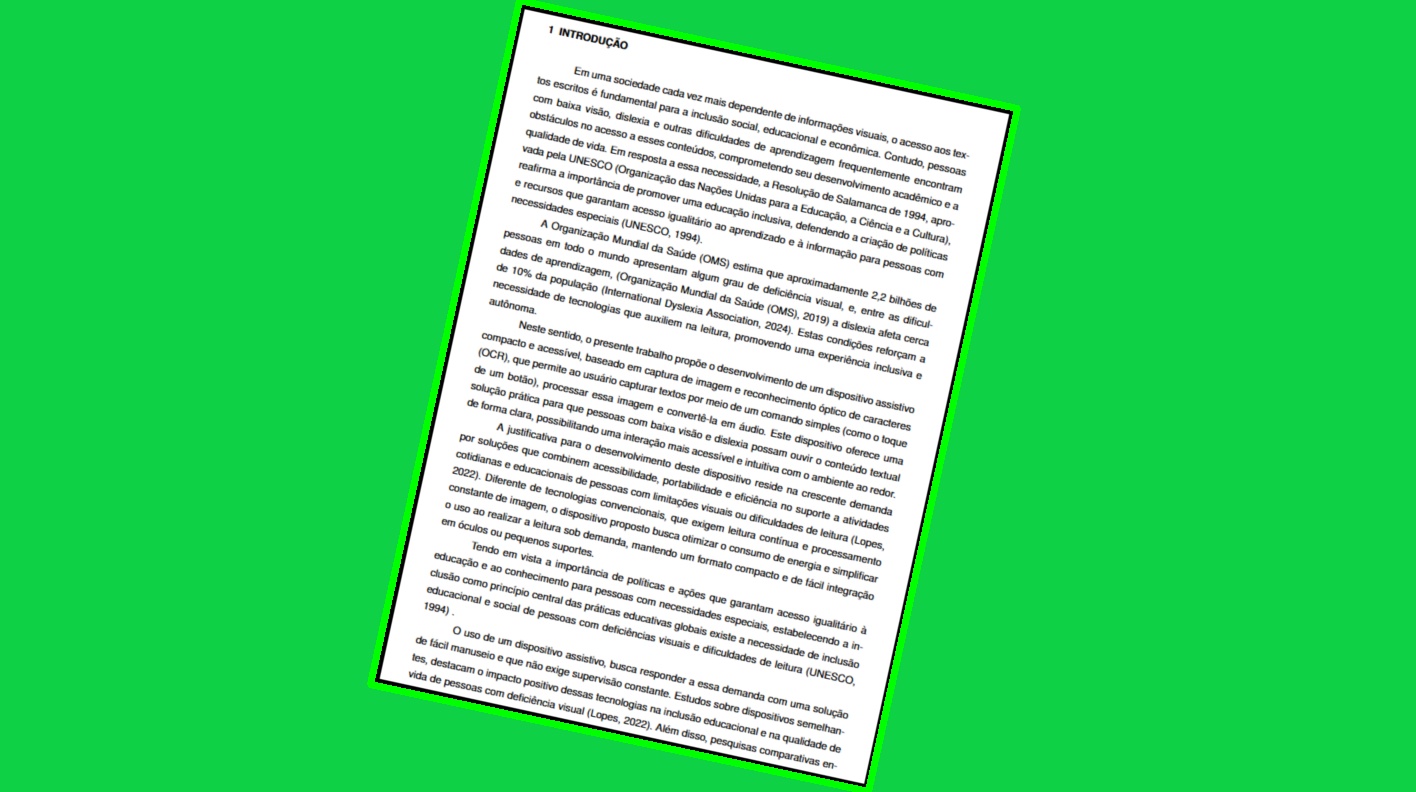 1 INTRODUÇÃO
Em uma sociedade cada vez mais dependente de informações visuais, o acesso aos tex-
tos escritos é fundamental para a inclusão social, educacional e econômica. Contudo, pessoas
com baixa visão, dislexia e outras dificuldades de aprendizagem frequentemente encontram
obstáculos no acesso a esses conteúdos, comprometendo seu desenvolvimento acadêmico e a
qualidade de vida. Em resposta a essa necessidade, a Resolução de Salamanca de 1994, apro-
vada pela UNESCO (Organização das Nações Unidas para a Educação, a Ciência e a Cultura),
reafirma a importância de promover uma educação inclusiva, defendendo a criação de políticas
e recursos que garantam acesso igualitário ao aprendizado e à informação para pessoas com
necessidades especiais (UNESCO, 1994).
A Organização Mundial da Saúde (OMS) estima que aproximadamente 2,2 bilhões de
pessoas em todo o mundo apresentam algum grau de deficiência visual, e, entre as dificul-
dades de aprendizagem, (Organização Mundial da Saúde (OMS), 2019) a dislexia afeta cerca
de 10% da população (International Dyslexia Association, 2024). Estas condições reforçam a
necessidade de tecnologias que auxiliem na leitura, promovendo uma experiência inclusiva e
autônoma.
Neste sentido, o presente trabalho propõe o desenvolvimento de um dispositivo assistivo
compacto e acessível, baseado em captura de imagem e reconhecimento óptico de caracteres
(OCR), que permite ao usuário capturar textos por meio de um comando simples (como o toque
de um botão), processar essa imagem e convertê-la em áudio. Este dispositivo oferece uma
solução prática para que pessoas com baixa visão e dislexia possam ouvir o conteúdo textual
de forma clara, possibilitando uma interação mais acessível e intuitiva com o ambiente ao redor.
A justificativa para o desenvolvimento deste dispositivo reside na crescente demanda
por soluções que combinem acessibilidade, portabilidade e eficiência no suporte a atividades
cotidianas e educacionais de pessoas com limitações visuais ou dificuldades de leitura (Lopes,
2022). Diferente de tecnologias convencionais, que exigem leitura contínua e processamento
constante de imagem, o dispositivo proposto busca otimizar o consumo de energia e simplificar
o uso ao realizar a leitura sob demanda, mantendo um formato compacto e de fácil integração
em óculos ou pequenos suportes.
Tendo em vista a importância de políticas e ações que garantam acesso igualitário à
educação e ao conhecimento para pessoas com necessidades especiais, estabelecendo a in-
clusão como princípio central das práticas educativas globais existe a necessidade de inclusão
educacional e social de pessoas com deficiências visuais e dificuldades de leitura (UNESCO,
1994) .
O uso de um dispositivo assistivo, busca responder a essa demanda com uma solução
de fácil manuseio e que não exige supervisão constante. Estudos sobre dispositivos semelhan-
tes, destacam o impacto positivo dessas tecnologias na inclusão educacional e na qualidade de
vida de pessoas com deficiência visual (Lopes, 2022). Além disso, pesquisas comparativas en-